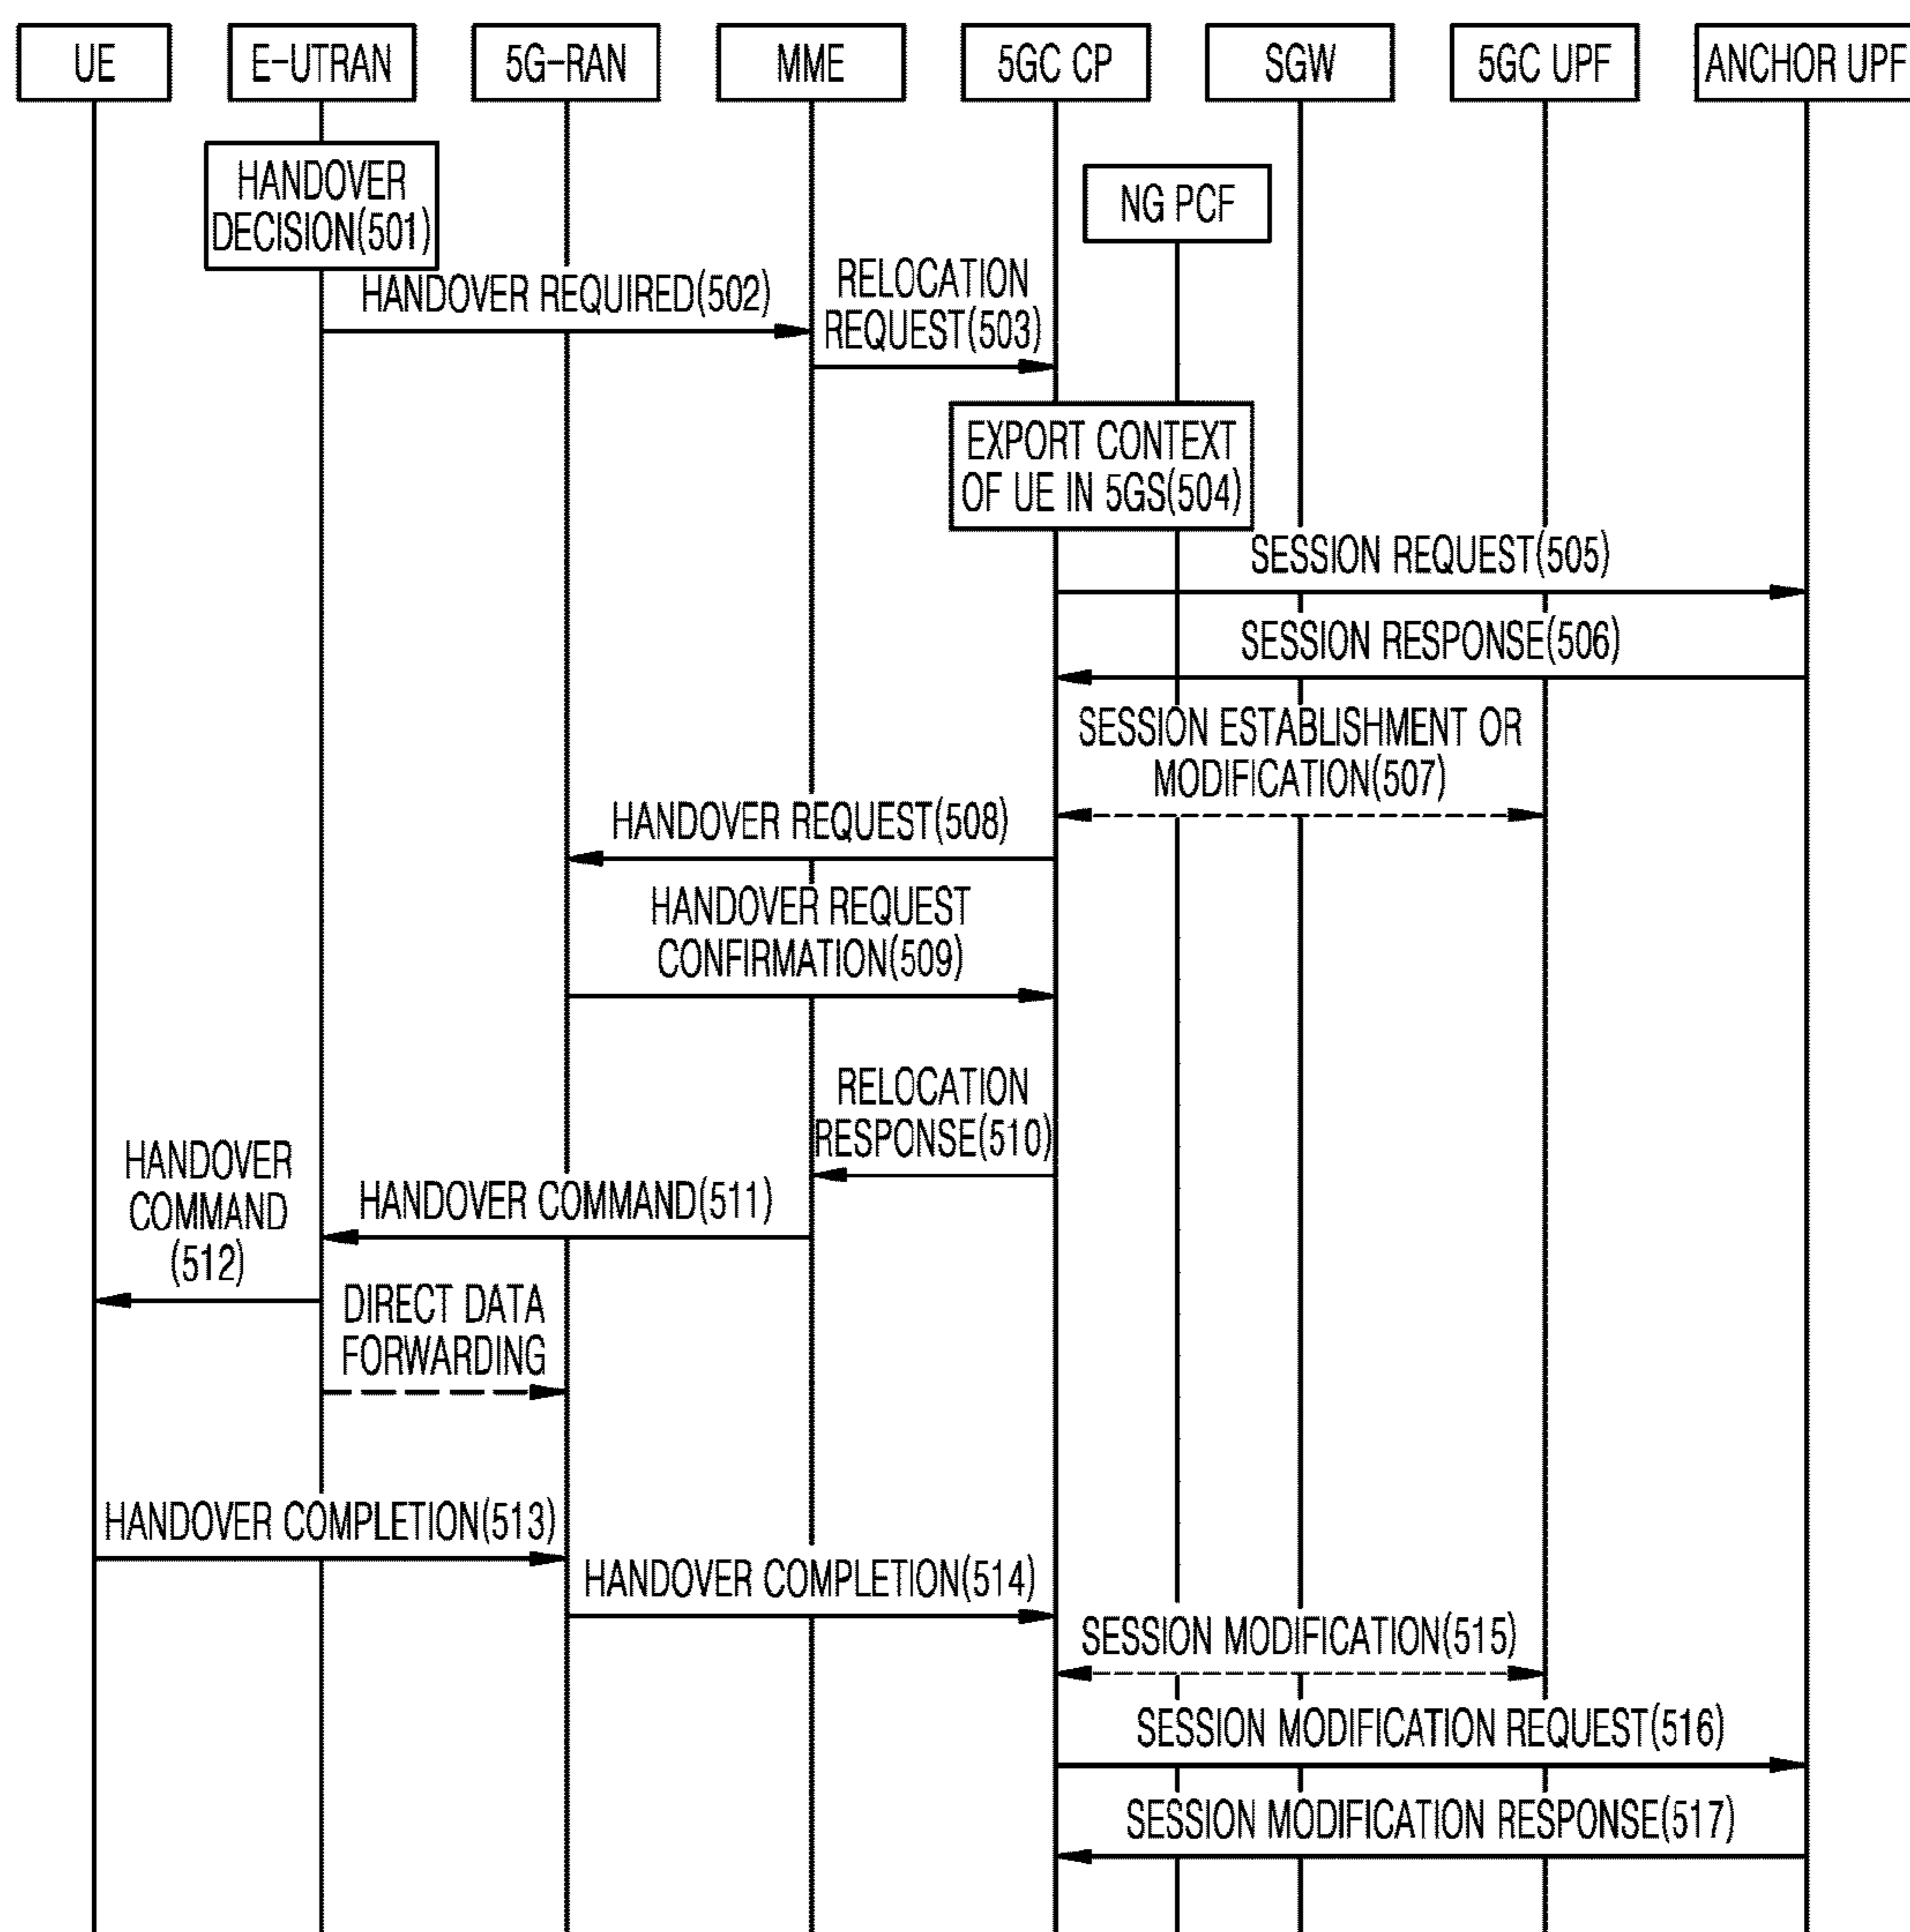 UE
E-UTRAN
5G-RAN
MME
5GC CP
SGW
5GC UPF
ANCHOR UPF
HANDOVER
DECISION(501)
NG PCF
HANDOVER REQUIRED(502)
RELOCATION
REQUEST(503)
EXPORT CONTEXT
OF UE IN 5GS(504)
SESSION REQUEST(505)
SESSION RESPONSE(506)
SESSION ESTABLISHMENT OR
MODIFICATION(507)
HANDOVER REQUEST(508)
HANDOVER REQUEST
CONFIRMATION(509)
RELOCATION
RESPONSE(510)
HANDOVER COMMAND(511)
HANDOVER
COMMAND
(512)
DIRECT DATA
FORWARDING
HANDOVER COMPLETION(513)
HANDOVER COMPLETION(514)
SESSION MODIFICATION(515)
SESSION MODIFICATION REQUEST(516)
SESSION MODIFICATION RESPONSE(517)